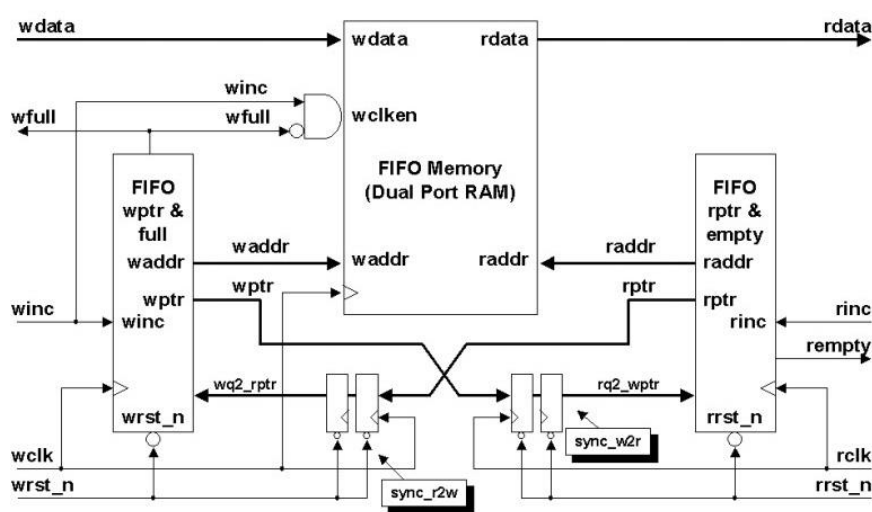 wdata
wdata
rdata
rdata
winc
wclken
wfull
wfull
FIFO Memory
(Dual Port RAM)
FIFO
wptr &
full
FIFO
rptr &
empty
waddr
waddr
waddr
raddr
raddr
raddr
wptr
wptr
rptr
rptr
winc
winc
rinc
rinc
rempty
wq2_rptr
rq2_wptr
wrst_n
rrst_n
sync_w2r
wclk
rclk
wrst_n
sync_r2w
rrst_n